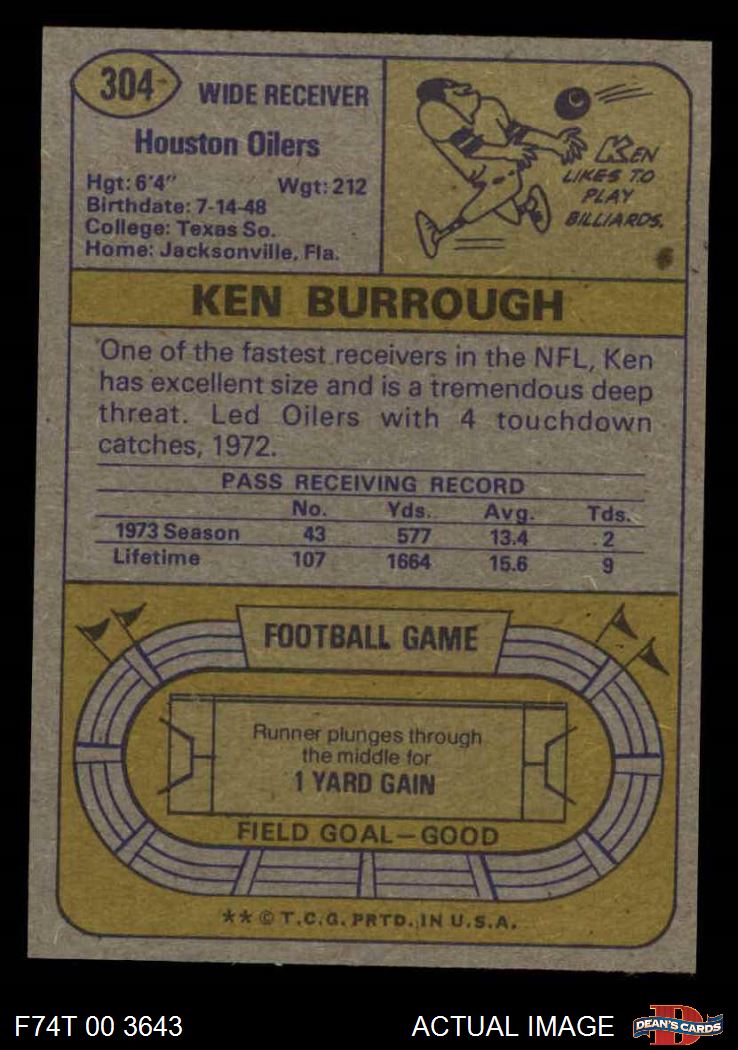 304
WIDE RECEIVER
Houston Oilers
Hgt: 6'4" Wgt: 212
Birthdate: 7-14-48
College: Texas So.
Home: Jacksonville, Fla.
KEN
LIKES TO
PLAY
BILLIARDS.
KEN BURROUGH
One of the fastest receivers in the NFL, Ken
has excellent size and is a tremendous deep
threat. Led Oilers with 4 touchdown
catches, 1972.
PASS RECEIVING RECORD
No. Yds. Avg. Tds.
1973 Season 43 577 13.4 2
Lifetime 107 1664 15.6 9
FOOTBALL GAME
Runner plunges through
the middle for
1 YARD GAIN
FIELD GOAL—GOOD
** © T.C.G. PRTD. IN U.S.A.
F74T 00 3643 ACTUAL IMAGE DEAN'S CARDS